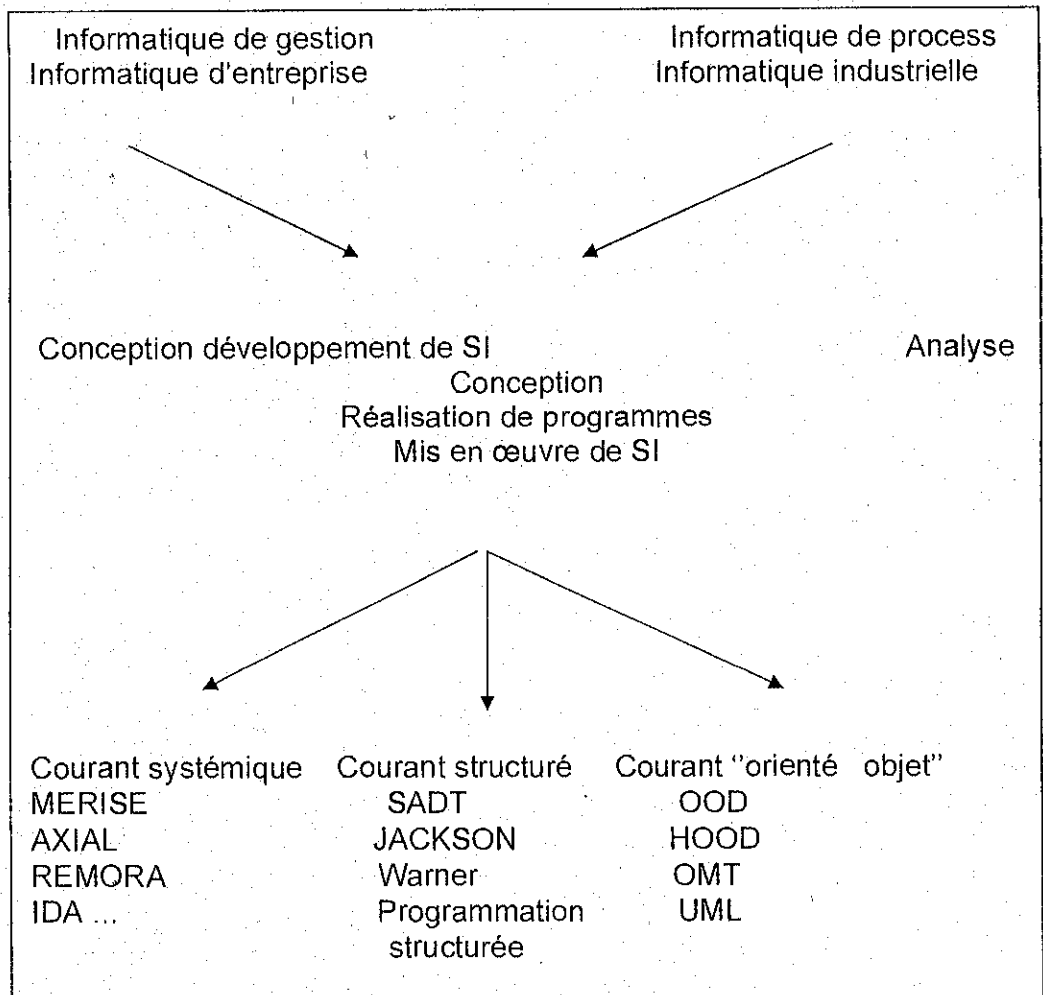 Informatique de gestion Informatique de process
Informatique d'entreprise Informatique industrielle
Conception développement de SI Analyse
Conception
Réalisation de programmes
Mis en œuvre de SI
Courant systémique Courant structuré Courant ‘'orienté objet''
MERISE SADT OOD
AXIAL JACKSON HOOD
REMORA Warner OMT
IDA ... Programmation UML
structurée